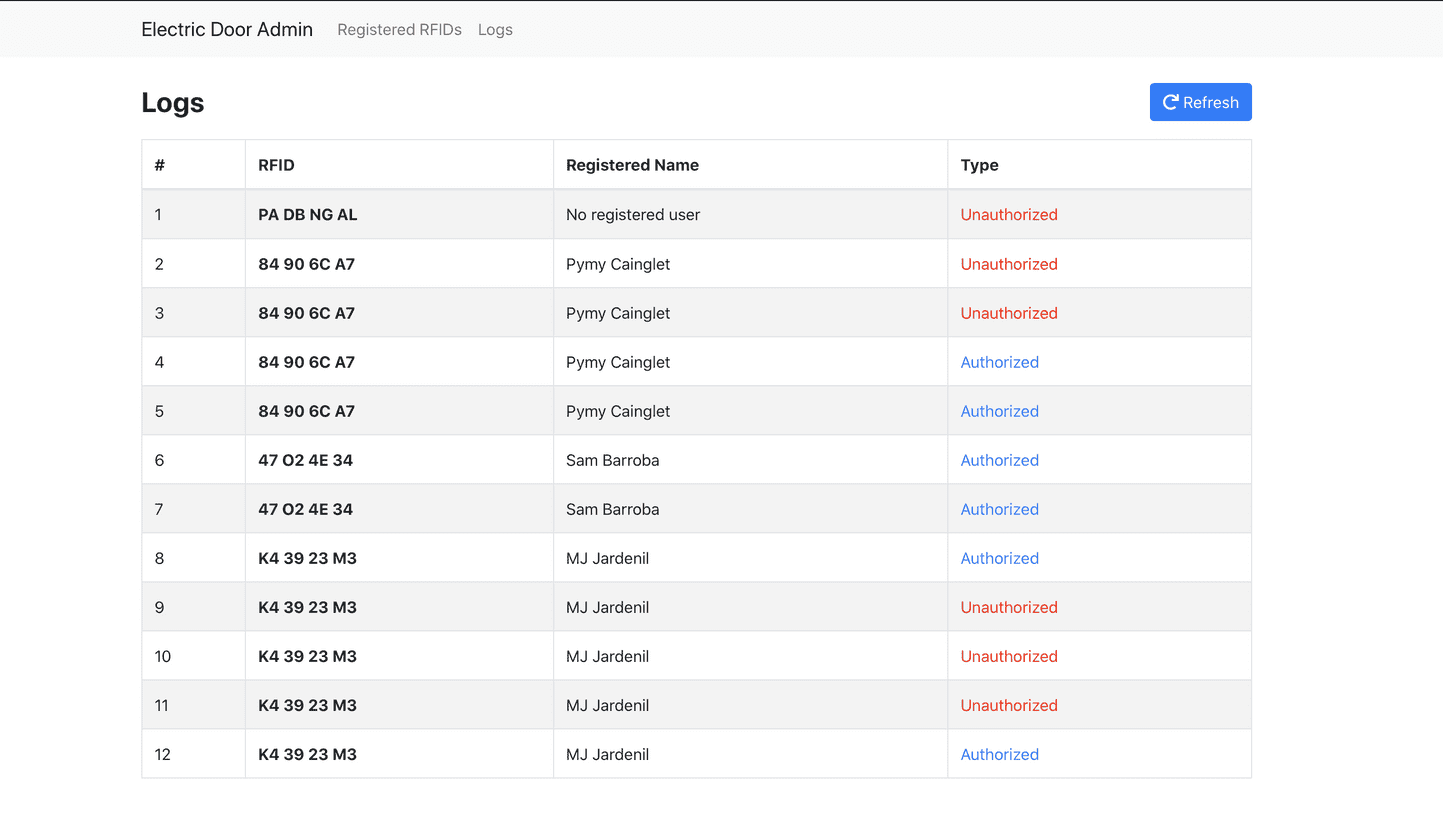 Electric Door Admin Registered RFIDs Logs
Logs Refresh
# RFID Registered Name Type
1 PA DB NG AL No registered user Unauthorized
2 84 90 6C A7 Pymy Cainglet Unauthorized
3 84 90 6C A7 Pymy Cainglet Unauthorized
4 84 90 6C A7 Pymy Cainglet Authorized
5 84 90 6C A7 Pymy Cainglet Authorized
6 47 O2 4E 34 Sam Barroba Authorized
7 47 O2 4E 34 Sam Barroba Authorized
8 K4 39 23 M3 MJ Jardenil Authorized
9 K4 39 23 M3 MJ Jardenil Unauthorized
10 K4 39 23 M3 MJ Jardenil Unauthorized
11 K4 39 23 M3 MJ Jardenil Unauthorized
12 K4 39 23 M3 MJ Jardenil Authorized